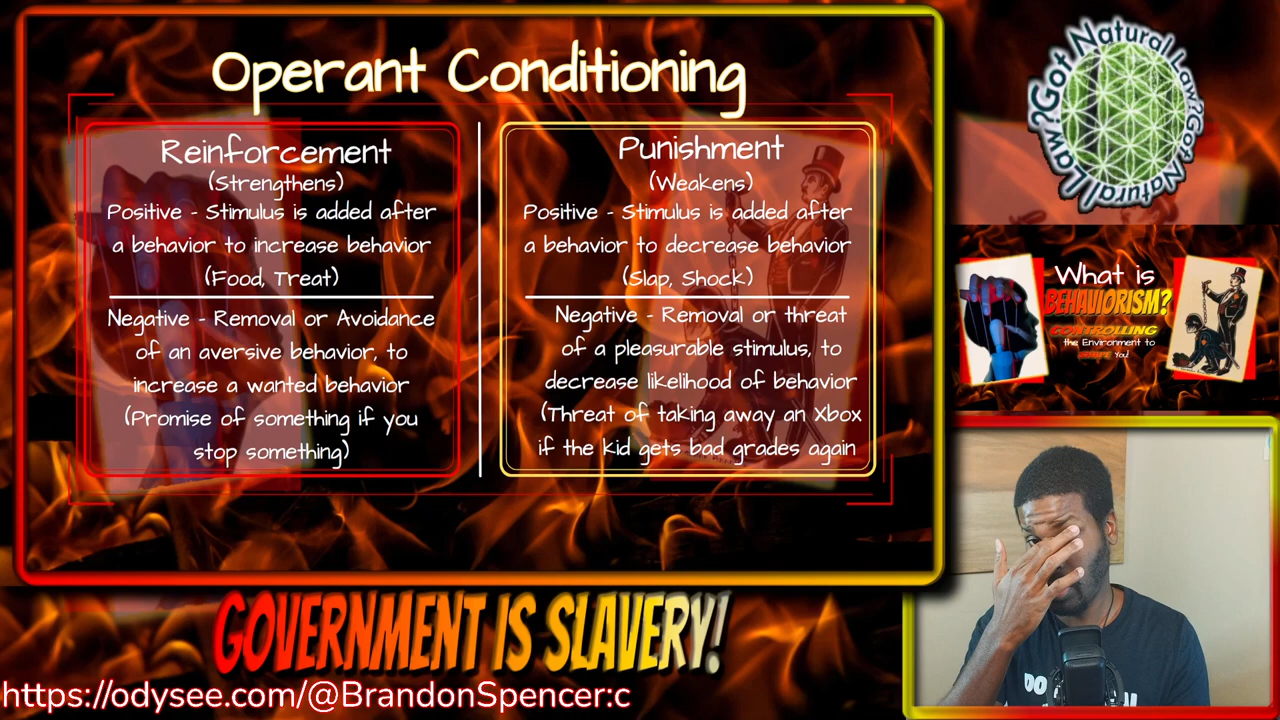 Operant Conditioning
Reinforcement
(Strengthens)
Positive - Stimulus is added after
a behavior to increase behavior
(Food, Treat)
Negative - Removal or Avoidance
of an aversive behavior, to
increase a wanted behavior
(Promise of something if you
stop something)
Punishment
(Weakens)
Positive - Stimulus is added after
a behavior to decrease behavior
(Slap, Shock)
Negative - Removal or threat
of a pleasurable stimulus, to
decrease likelihood of behavior
(Threat of taking away an Xbox
if the kid gets bad grades again
Got Natural Law?Got Natural Law?
What is
BEHAVIORISM?
CONTROLLING
the Environment to
You!
DO
GOVERNMENT IS SLAVERY!
https://odysee.com/@BrandonSpencer:c